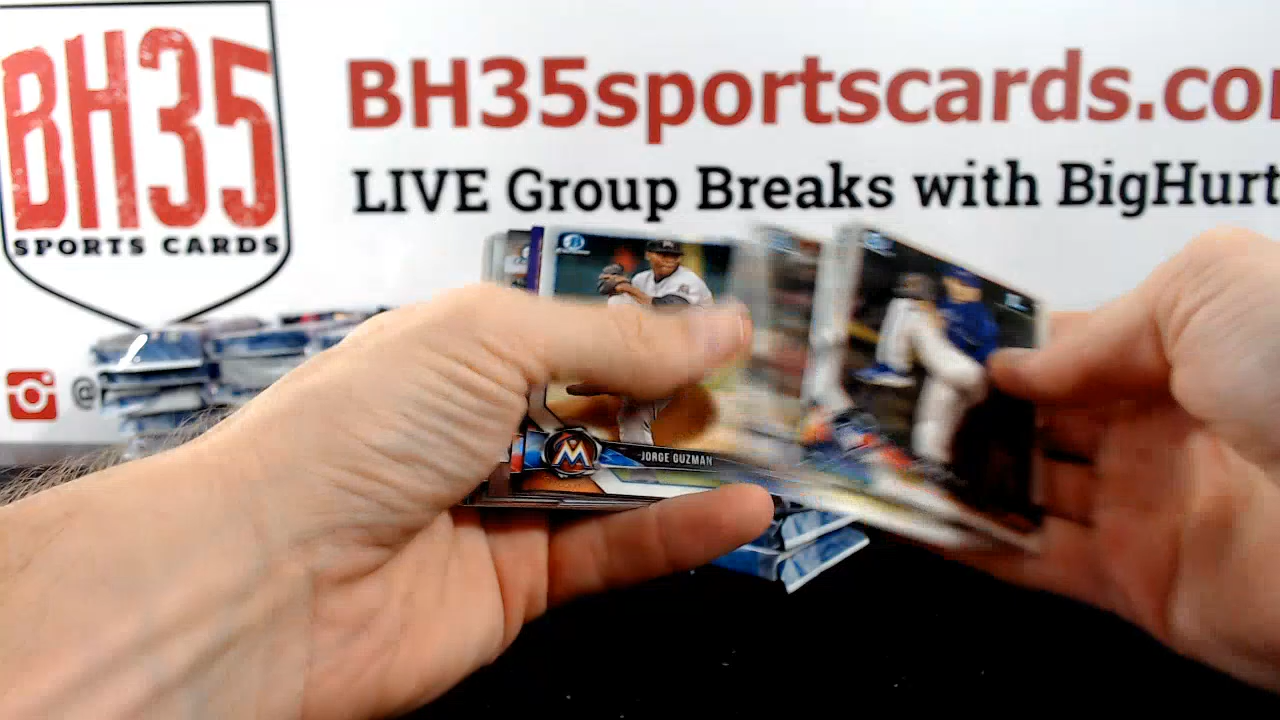 BH35
SPORTS CARDS
BH35sportscards.co
LIVE Group Breaks with BigHurt
@
JORGE GUZMAN